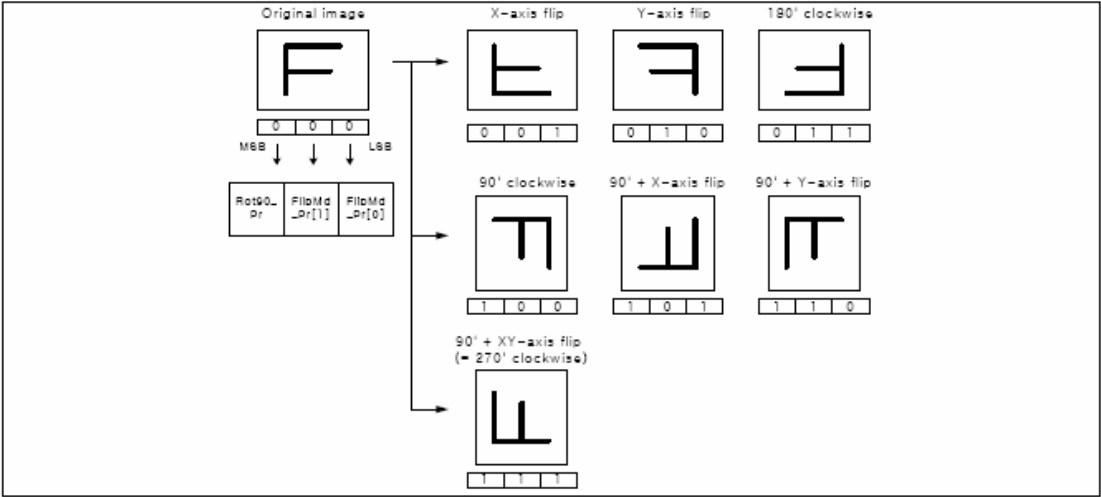 Original image
X-axis flip
Y-axis flip
180' clockwise
0 0 0
0 0 1
0 1 0
0 1 1
MSB
LSB
Rot90_
Pr
FlipMd
_Pr[1]
FlipMd
_Pr[0]
90' clockwise
90' + X-axis flip
90' + Y-axis flip
1 0 0
1 0 1
1 1 0
90' + XY-axis flip
(= 270' clockwise)
1 1 1